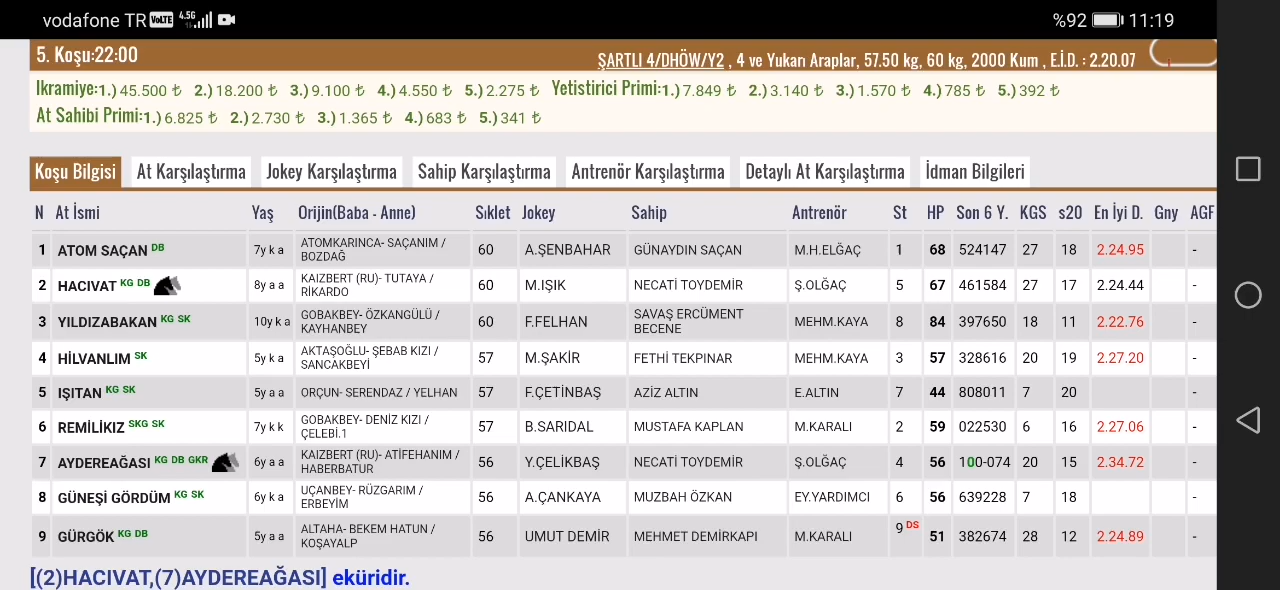 vodafone TR VoLTE 4.5G %92 11:19
5. Koşu:22:00
ŞARTLI 4/DHÖW/Y2 , 4 ve Yukarı Araplar, 57.50 kg, 60 kg, 2000 Kum , E.İ.D. : 2.20.07
Ikramiye:1.) 45.500 ₺ 2.) 18.200 ₺ 3.) 9.100 ₺ 4.) 4.550 ₺ 5.) 2.275 ₺ Yetistirici Primi:1.) 7.849 ₺ 2.) 3.140 ₺ 3.) 1.570 ₺ 4.) 785 ₺ 5.) 392 ₺
At Sahibi Primi:1.) 6.825 ₺ 2.) 2.730 ₺ 3.) 1.365 ₺ 4.) 683 ₺ 5.) 341 ₺
Koşu Bilgisi At Karşılaştırma Jokey Karşılaştırma Sahip Karşılaştırma Antrenör Karşılaştırma Detaylı At Karşılaştırma İdman Bilgileri
N At İsmi Yaş Orijin(Baba - Anne) Sıklet Jokey Sahip Antrenör St HP Son 6 Y. KGS s20 En İyi D. Gny AGF
1 ATOM SAÇAN DB 7y k a ATOMKARINCA- SAÇANIM / BOZDAĞ 60 A.ŞENBAHAR GÜNAYDIN SAÇAN M.H.ELĞAÇ 1 68 524147 27 18 2.24.95 -
2 HACIVAT KG DB 8y a a KAIZBERT (RU)- TUTAYA / RİKARDO 60 M.IŞIK NECATİ TOYDEMİR Ş.OLĞAÇ 5 67 461584 27 17 2.24.44 -
3 YILDIZABAKAN KG SK 10y k a GOBAKBEY- ÖZKANGÜLÜ / KAYHANBEY 60 F.FELHAN SAVAŞ ERCÜMENT BECENE MEHM.KAYA 8 84 397650 18 11 2.22.76 -
4 HİLVANLIM SK 5y k a AKTAŞOĞLU- ŞEBAB KIZI / SANCAKBEYİ 57 M.ŞAKİR FETHİ TEKPINAR MEHM.KAYA 3 57 328616 20 19 2.27.20 -
5 IŞITAN KG SK 5y a a ORÇUN- SERENDAZ / YELHAN 57 F.ÇETİNBAŞ AZİZ ALTIN E.ALTIN 7 44 808011 7 20 -
6 REMİLİKIZ SKG SK 7y k k GOBAKBEY- DENİZ KIZI / ÇELEBİ.1 57 B.SARIDAL MUSTAFA KAPLAN M.KARALI 2 59 022530 6 16 2.27.06 -
7 AYDEREAĞASI KG DB GKR 6y a a KAIZBERT (RU)- ATİFEHANIM / HABERBATUR 56 Y.ÇELİKBAŞ NECATİ TOYDEMİR Ş.OLĞAÇ 4 56 100-074 20 15 2.34.72 -
8 GÜNEŞİ GÖRDÜM KG SK 6y k a UÇANBEY- RÜZGARIM / ERBEYİM 56 A.ÇANKAYA MUZBAH ÖZKAN EY.YARDIMCI 6 56 639228 7 18 -
9 GÜRGÖK KG DB 5y a a ALTAHA- BEKEM HATUN / KOŞAYALP 56 UMUT DEMİR MEHMET DEMİRKAPI M.KARALI 9 DS 51 382674 28 12 2.24.89 -
[(2)HACIVAT,(7)AYDEREAĞASI] eküridir.